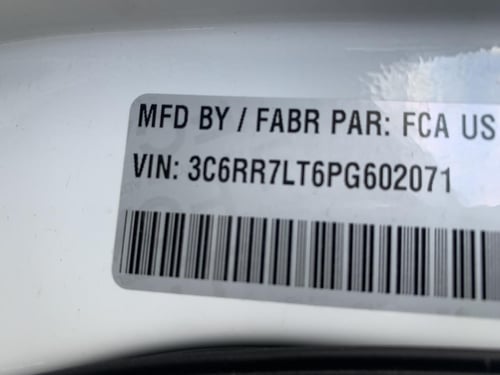 MFD BY / FABR PAR: FCA US
VIN: 3C6RR7LT6PG602071